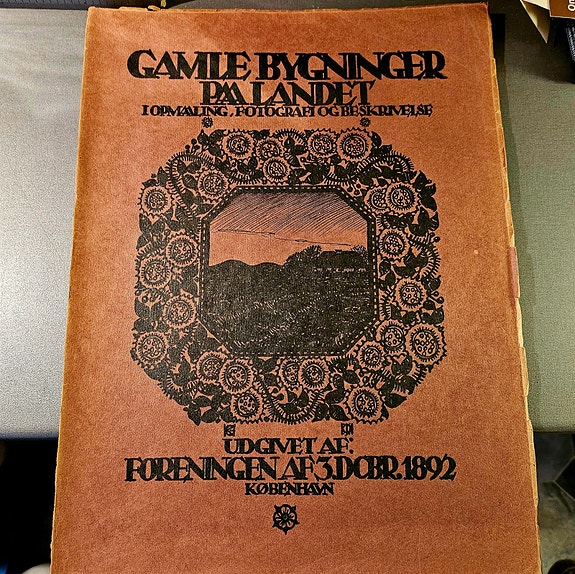 GAMLE BYGNINGER
PAA LANDET
I OPMAALING, FOTOGRAFI OG BESKRIVELSE
UDGIVET AF:
FORENINGEN AF 3.DCBR.1892
KØBENHAVN